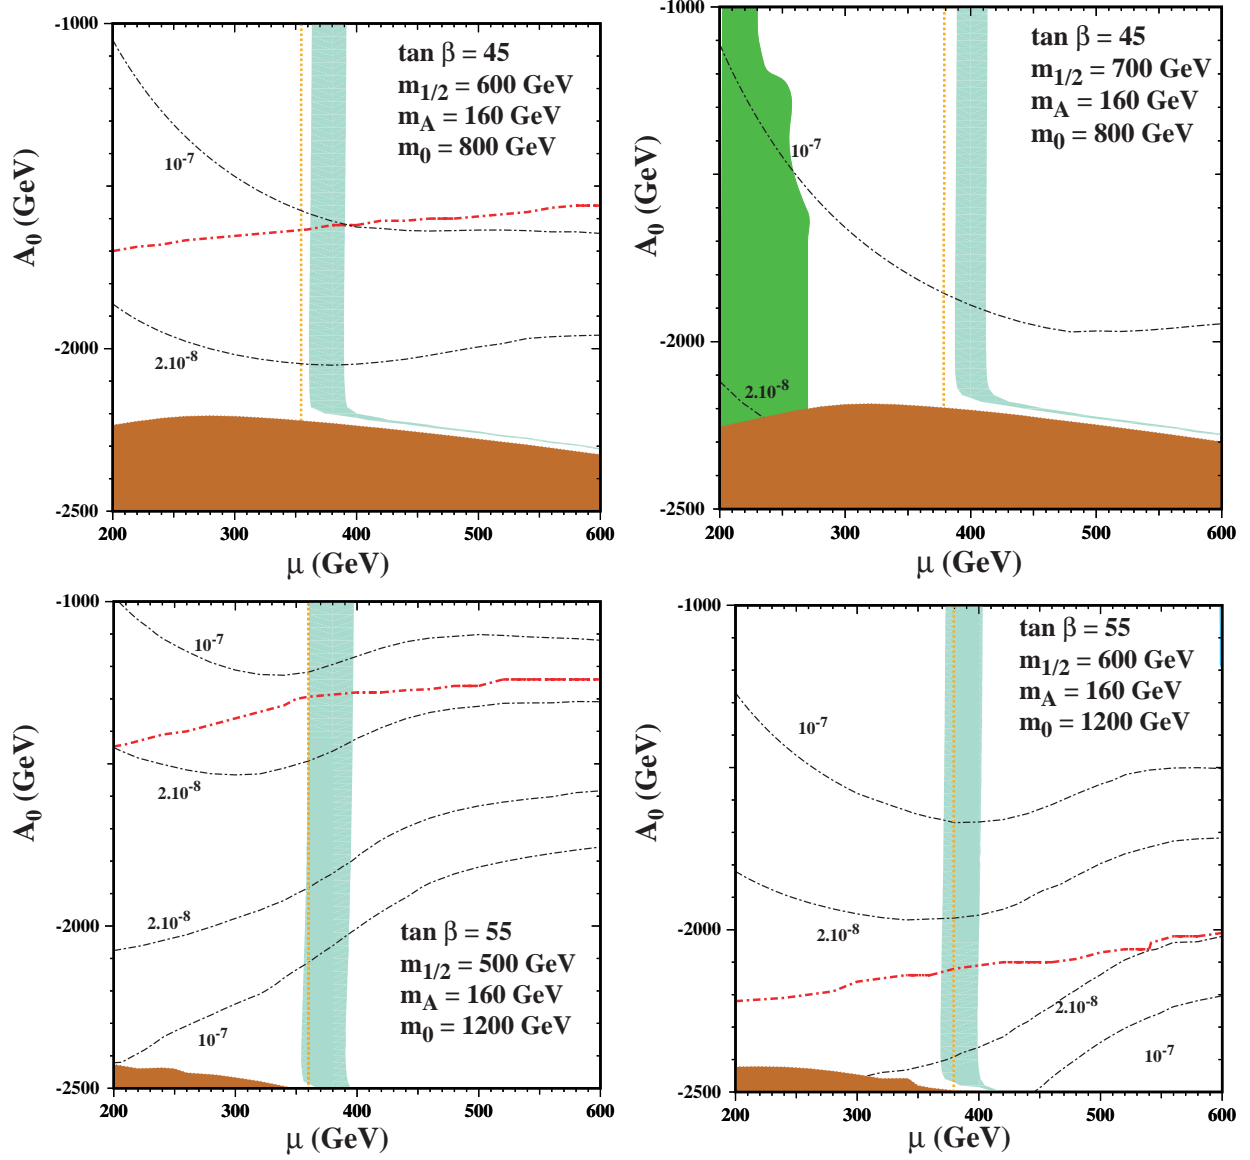 -1000
tan β = 45
m1/2 = 600 GeV
mA = 160 GeV
m0 = 800 GeV
10-7
A0 (GeV)
-2000
2.10-8
-2500
200 300 400 500 600
μ (GeV)
-1000
tan β = 45
m1/2 = 700 GeV
mA = 160 GeV
m0 = 800 GeV
10-7
A0 (GeV)
-2000
2.10-8
-2500
200 300 400 500 600
μ (GeV)
-1000
10-7
A0 (GeV)
2.10-8
2.10-8
-2000
tan β = 55
m1/2 = 500 GeV
mA = 160 GeV
m0 = 1200 GeV
10-7
-2500
200 300 400 500 600
μ (GeV)
-1000
tan β = 55
m1/2 = 600 GeV
mA = 160 GeV
m0 = 1200 GeV
10-7
A0 (GeV)
-2000
2.10-8
2.10-8
10-7
-2500
200 300 400 500 600
μ (GeV)